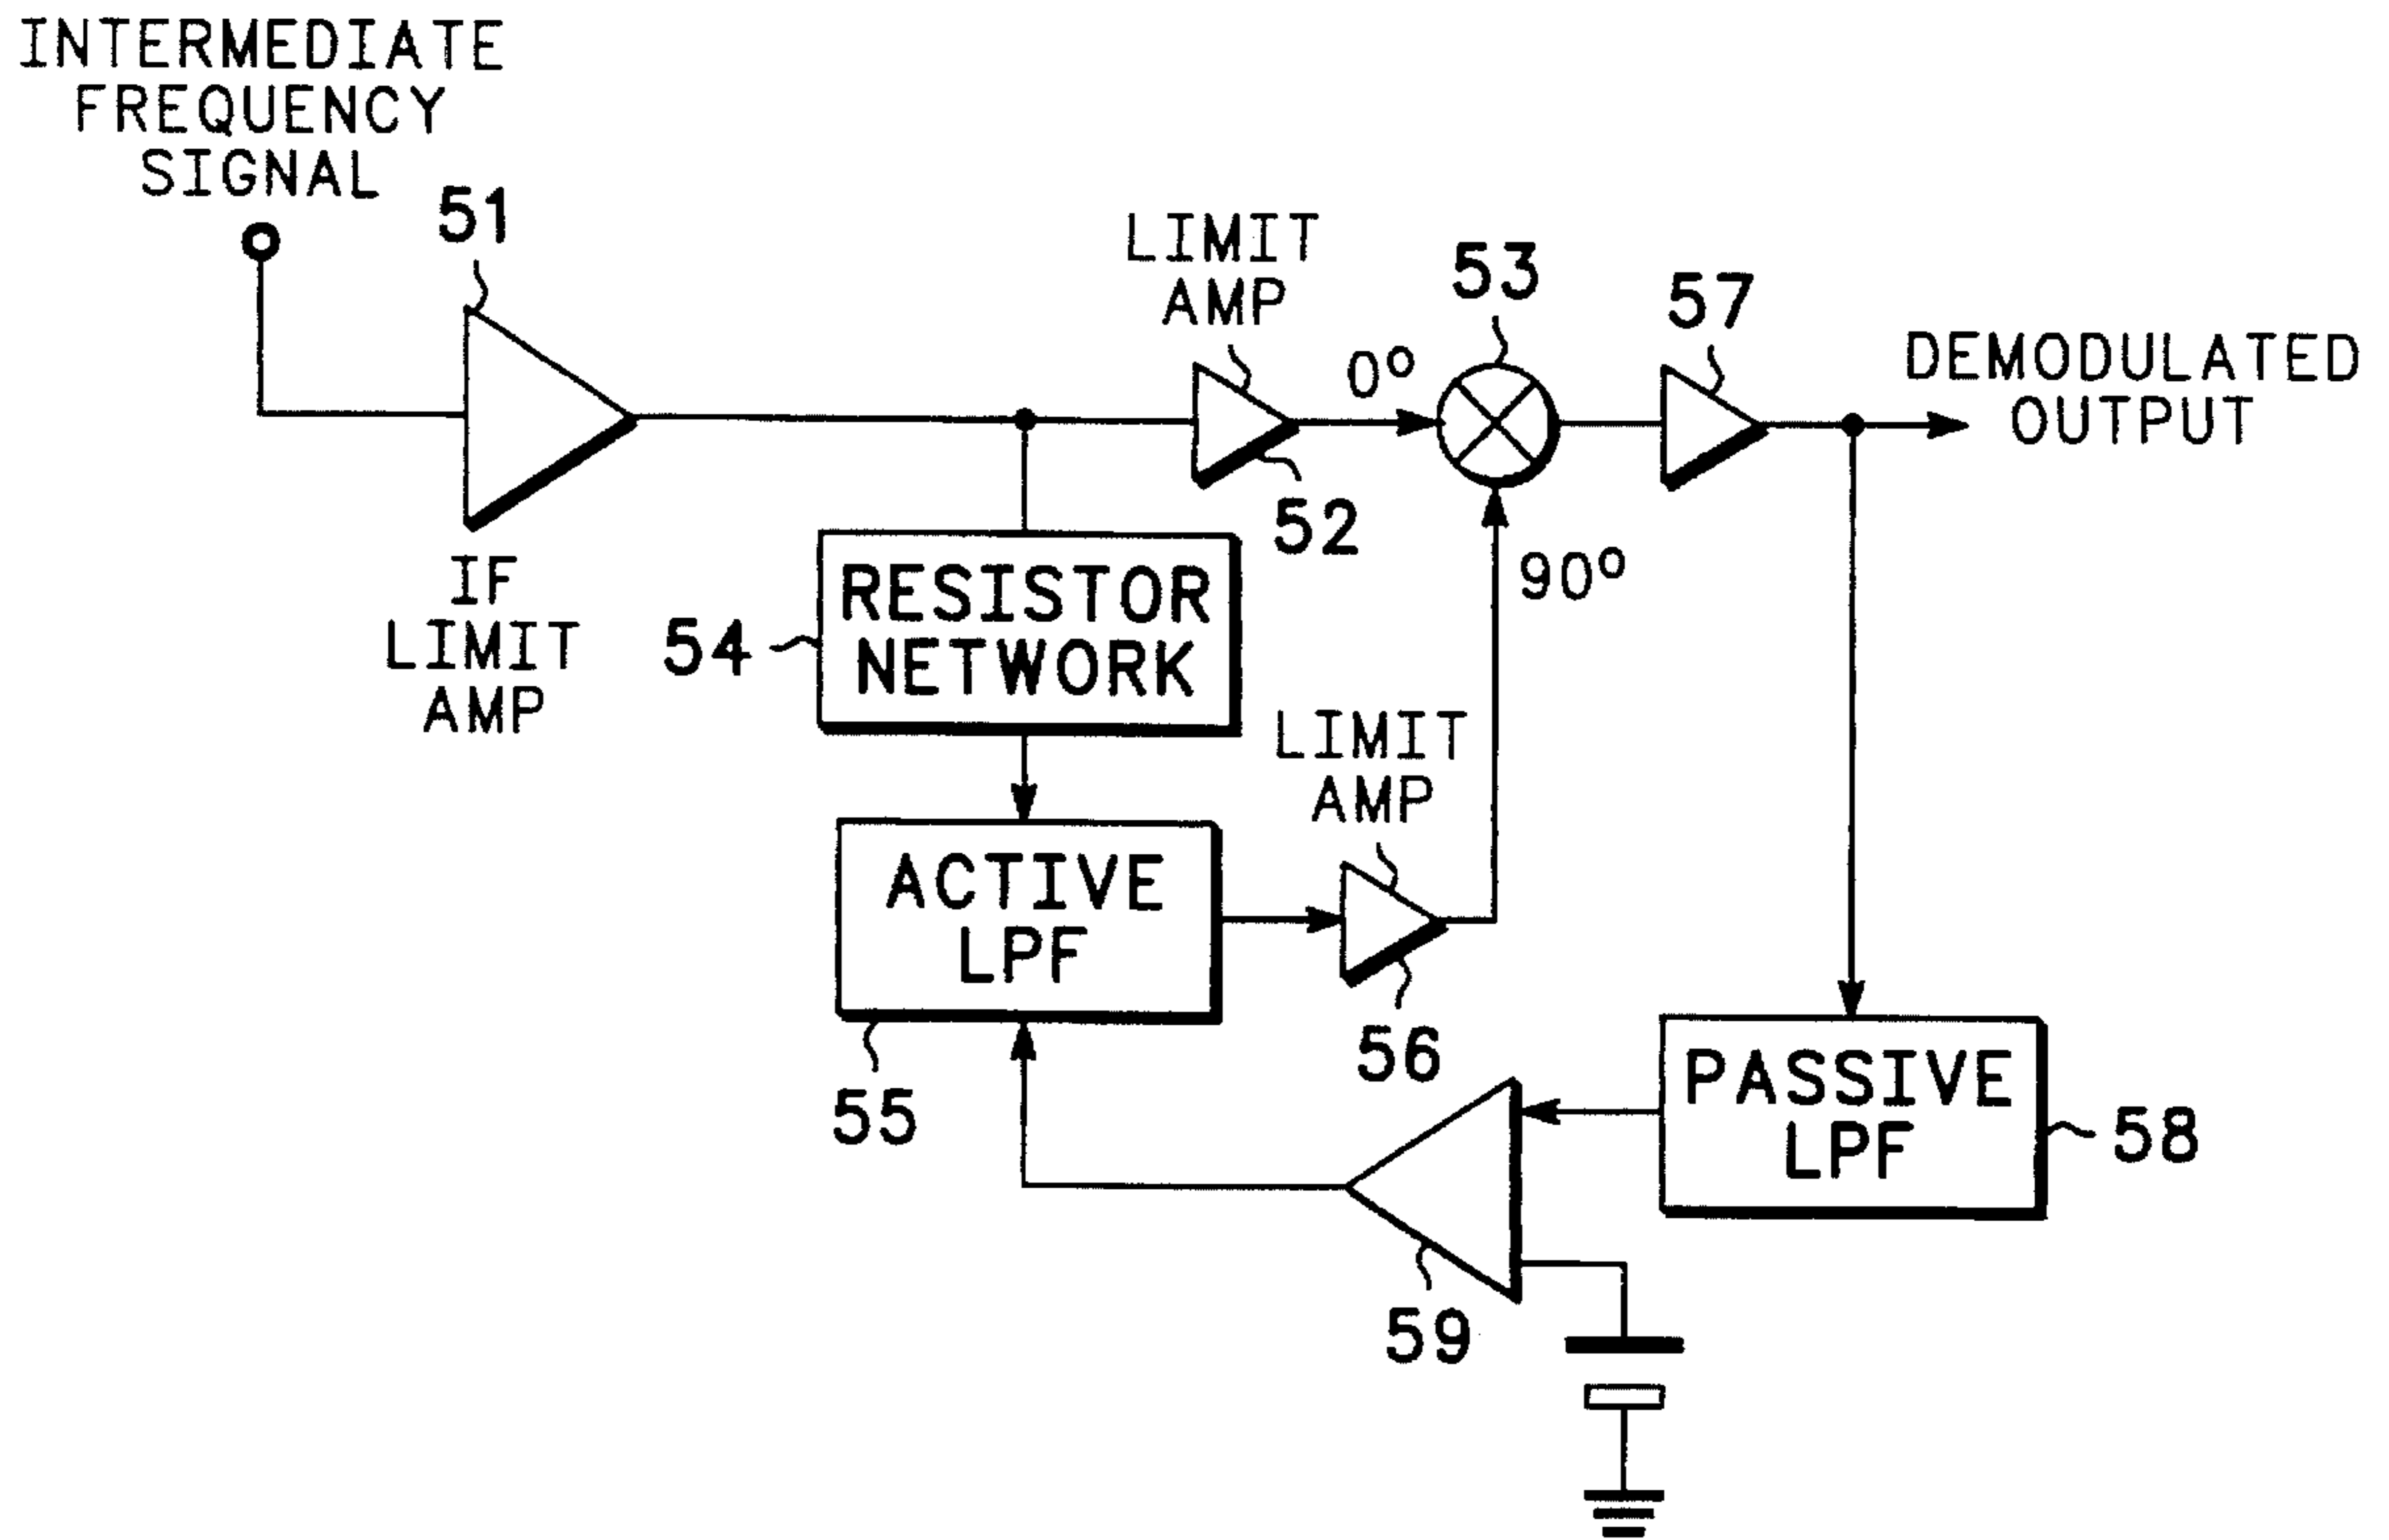 INTERMEDIATE
FREQUENCY
SIGNAL
51
IF
LIMIT
AMP
LIMIT
AMP
52
0°
53
57
DEMODULATED
OUTPUT
54
RESISTOR
NETWORK
90°
LIMIT
AMP
56
ACTIVE
LPF
55
PASSIVE
LPF
58
59